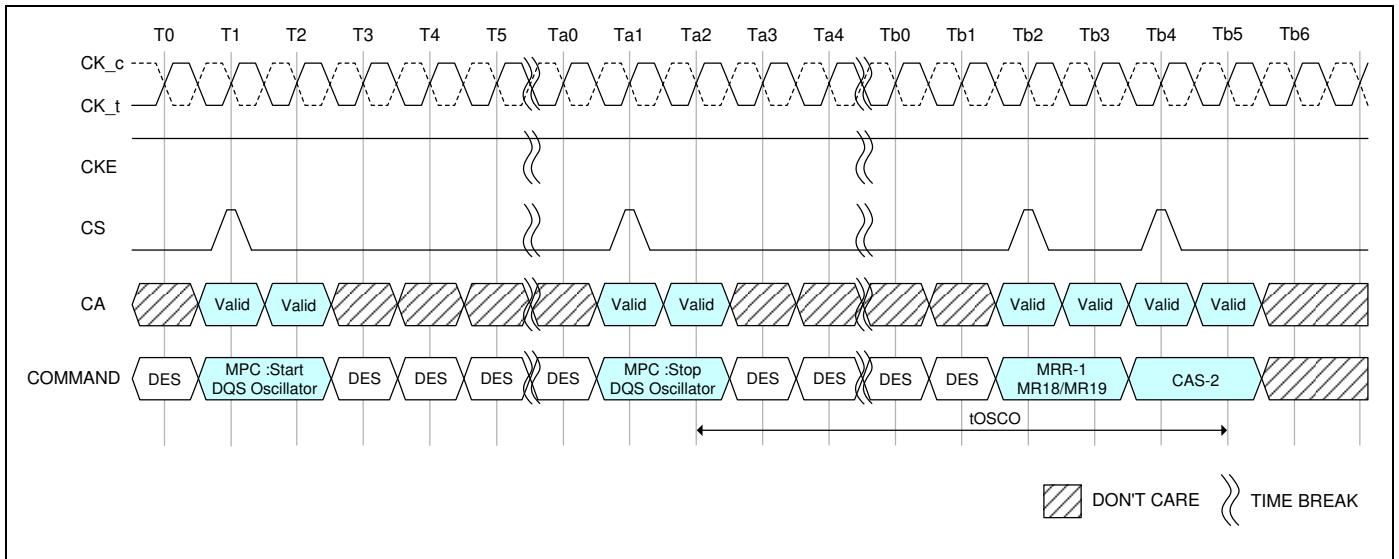 T0 T1 T2 T3 T4 T5 Ta0 Ta1 Ta2 Ta3 Ta4 Tb0 Tb1 Tb2 Tb3 Tb4 Tb5 Tb6
CK_c
CK_t
CKE
CS
CA Valid Valid Valid Valid Valid Valid Valid Valid
COMMAND DES MPC :Start DES DES DES DES MPC :Stop DES DES DES DES MRR-1 CAS-2
DQS Oscillator DQS Oscillator MR18/MR19
tOSCO
DON'T CARE TIME BREAK